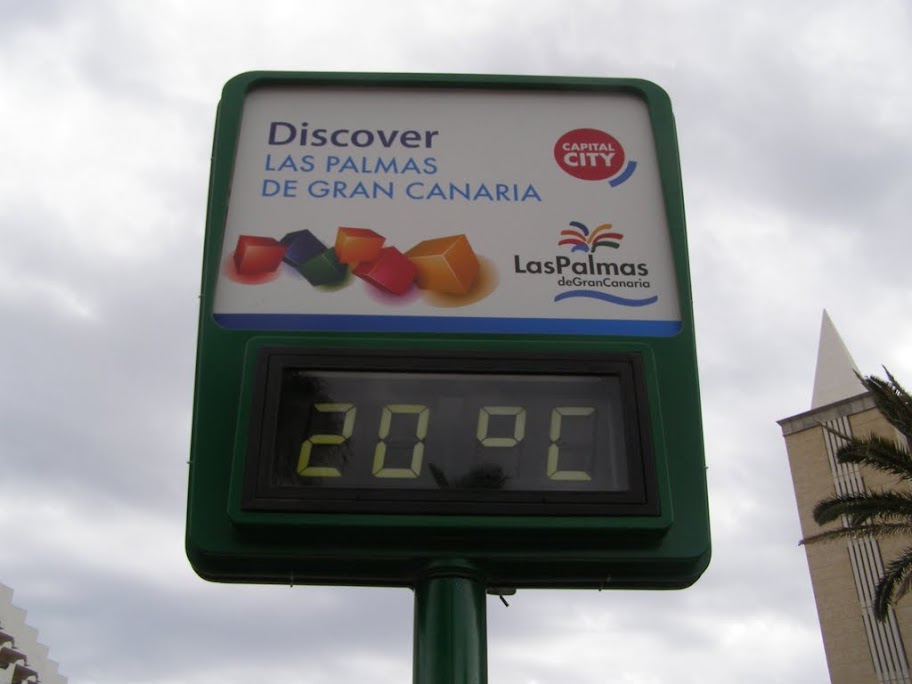 Discover
LAS PALMAS
DE GRAN CANARIA
CAPITAL
CITY
LasPalmas
deGranCanaria
20 °C